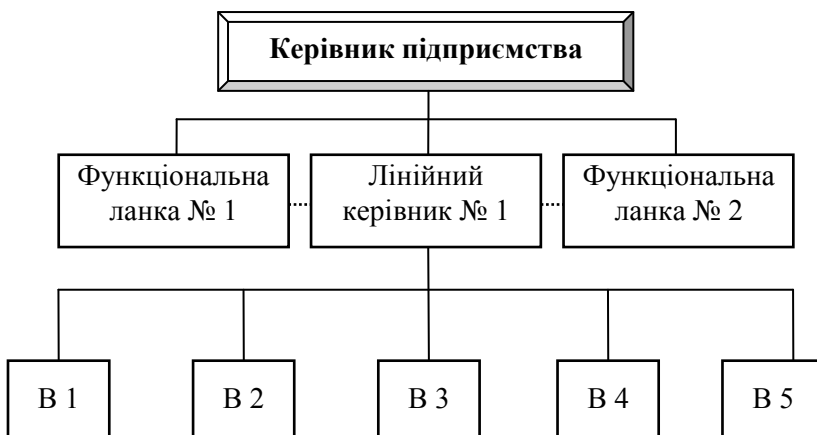 Керівник підприємства
Функціональна
ланка № 1
Лінійний
керівник № 1
Функціональна
ланка № 2
В 1
В 2
В 3
В 4
В 5